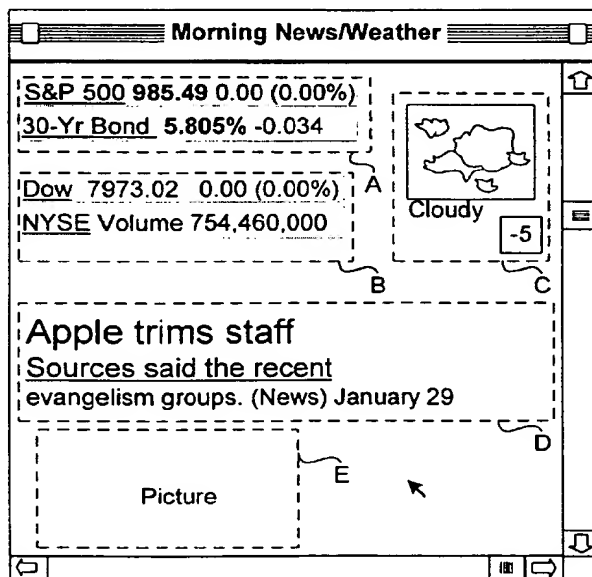 Morning News/Weather
S&P 500 985.49 0.00 (0.00%)
30-Yr Bond 5.805% -0.034
A
Dow 7973.02 0.00 (0.00%)
NYSE Volume 754,460,000
B
Cloudy
-5
C
Apple trims staff
Sources said the recent
evangelism groups. (News) January 29
D
Picture
E